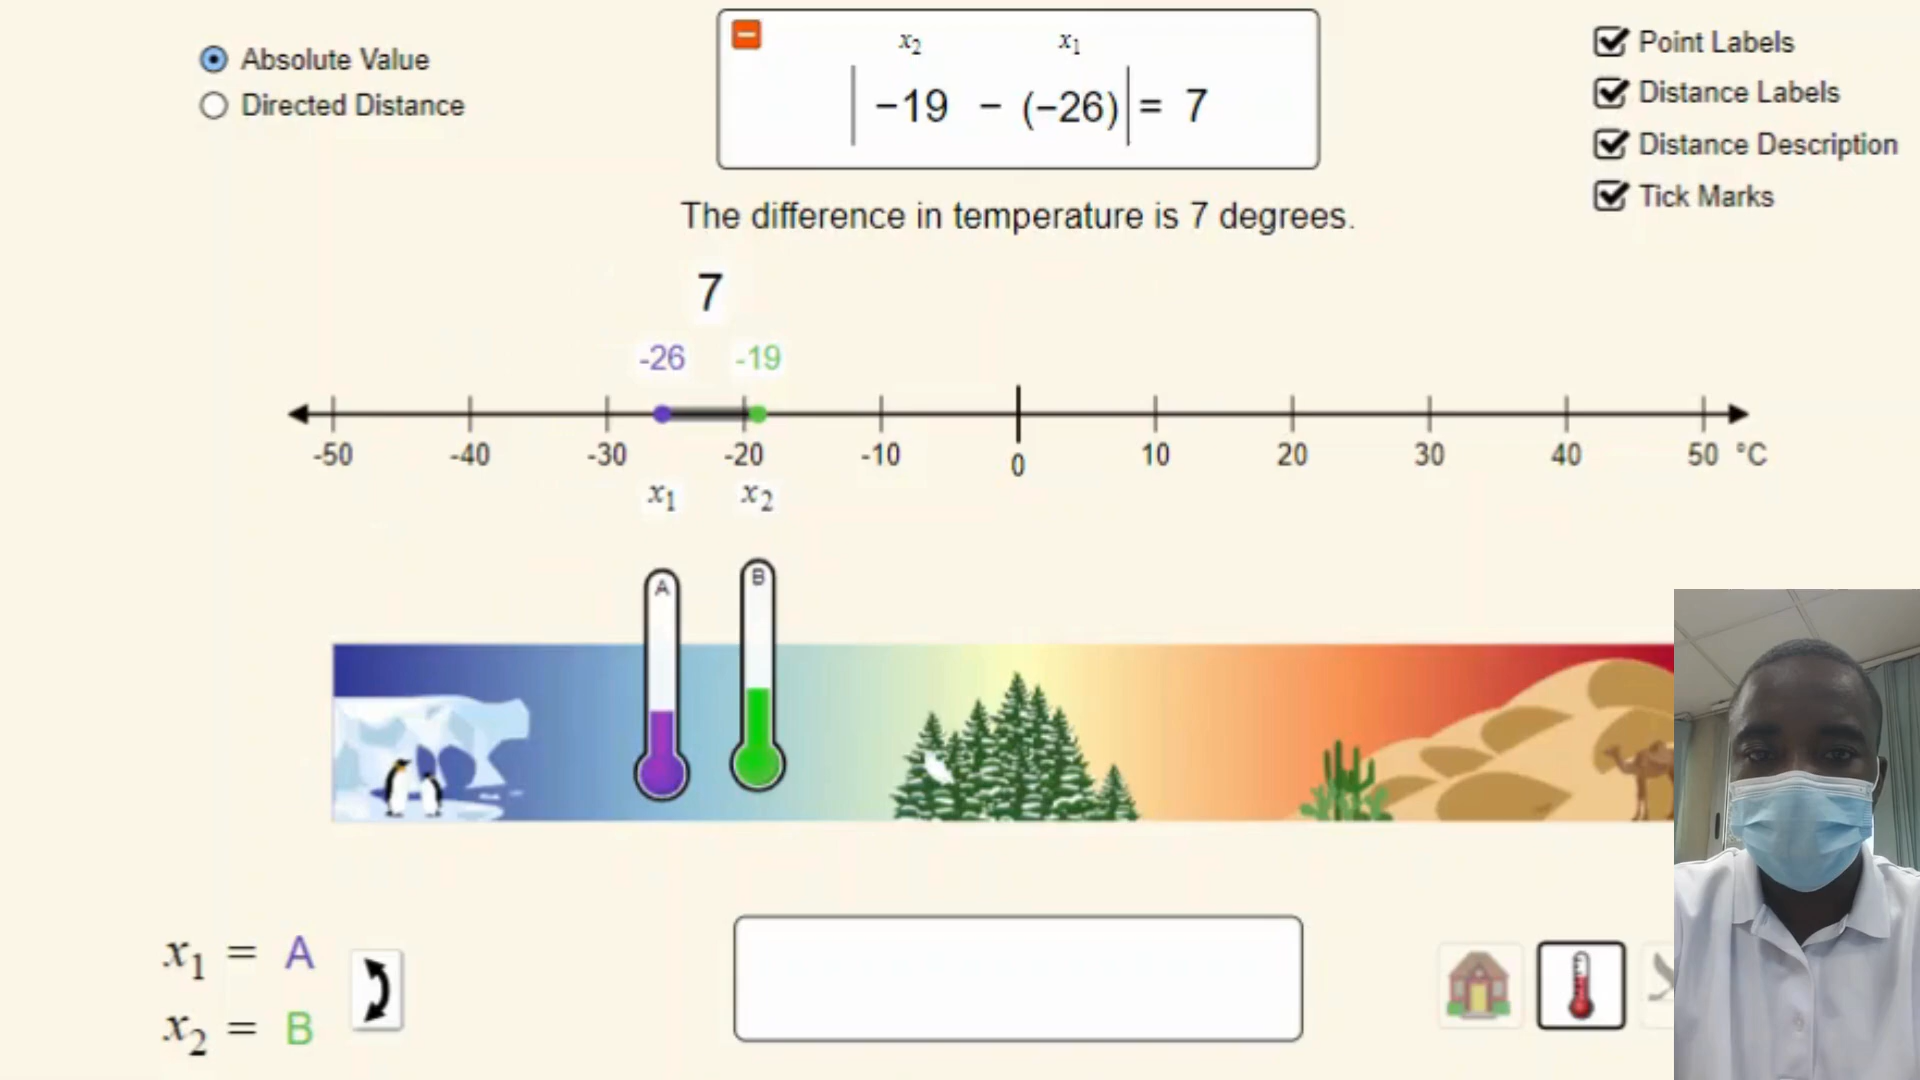 Absolute Value
Directed Distance
x₂ x₁
|−19 − (−26)| = 7
The difference in temperature is 7 degrees.
Point Labels
Distance Labels
Distance Description
Tick Marks
7
-26 -19
-50 -40 -30 -20 -10 0 10 20 30 40 50 °C
x₁ x₂
A B
x₁ = A
x₂ = B